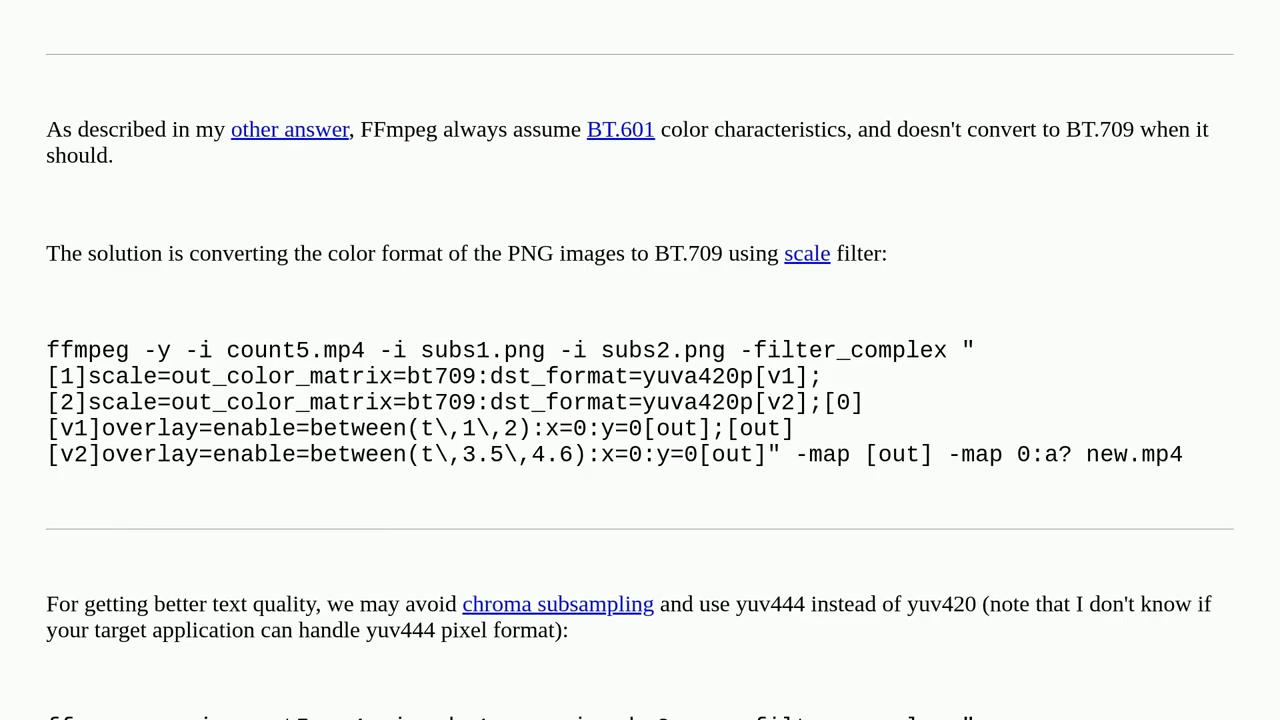 As described in my other answer, FFmpeg always assume BT.601 color characteristics, and doesn't convert to BT.709 when it
should.
The solution is converting the color format of the PNG images to BT.709 using scale filter:
ffmpeg -y -i count5.mp4 -i subs1.png -i subs2.png -filter_complex "
[1]scale=out_color_matrix=bt709:dst_format=yuva420p[v1];
[2]scale=out_color_matrix=bt709:dst_format=yuva420p[v2];[0]
[v1]overlay=enable=between(t\,1\,2):x=0:y=0[out];[out]
[v2]overlay=enable=between(t\,3.5\,4.6):x=0:y=0[out]" -map [out] -map 0:a? new.mp4
For getting better text quality, we may avoid chroma subsampling and use yuv444 instead of yuv420 (note that I don't know if
your target application can handle yuv444 pixel format):